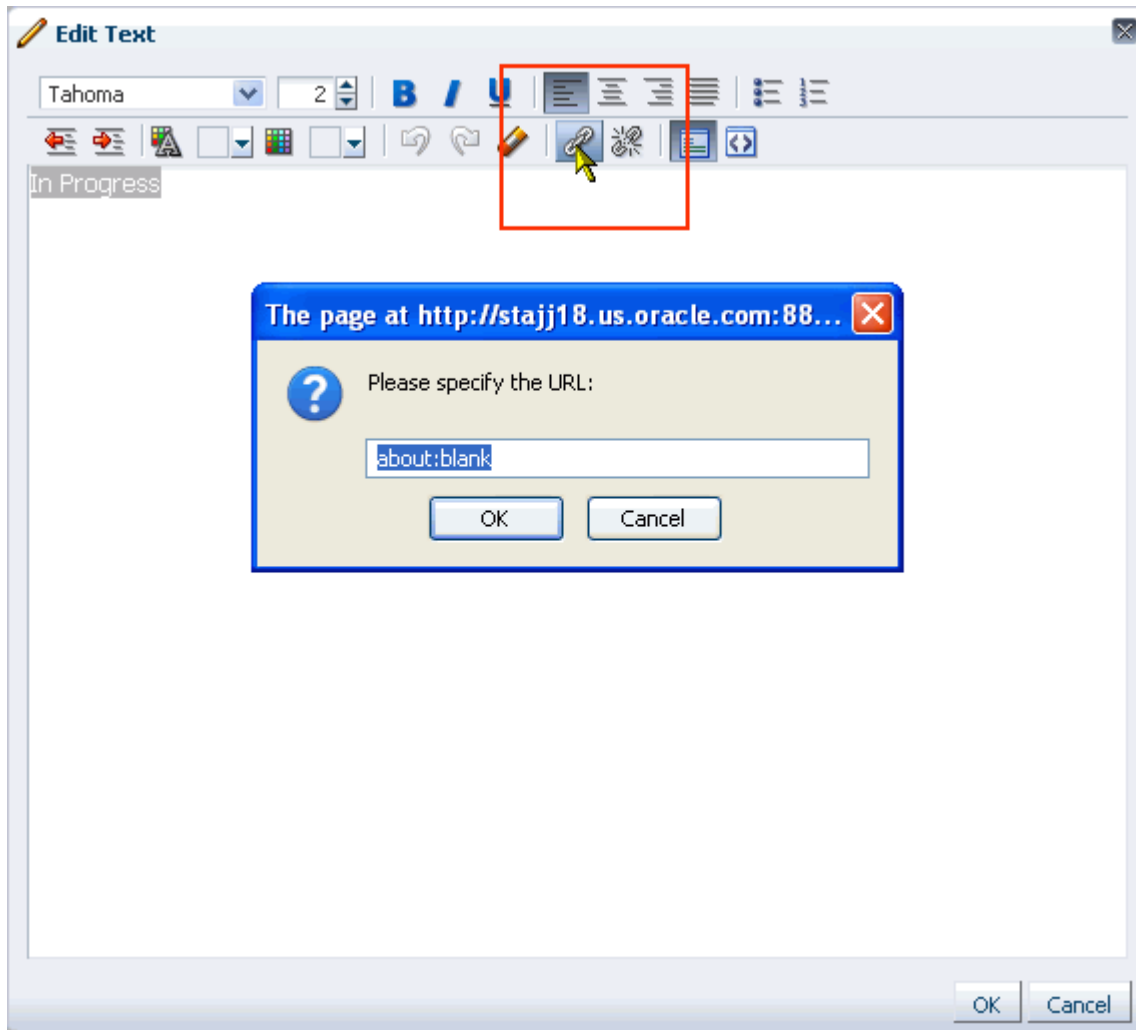 Edit Text
Tahoma 2 B I U
In Progress
The page at http://stajj18.us.oracle.com:88...
Please specify the URL:
about:blank
OK Cancel
OK Cancel